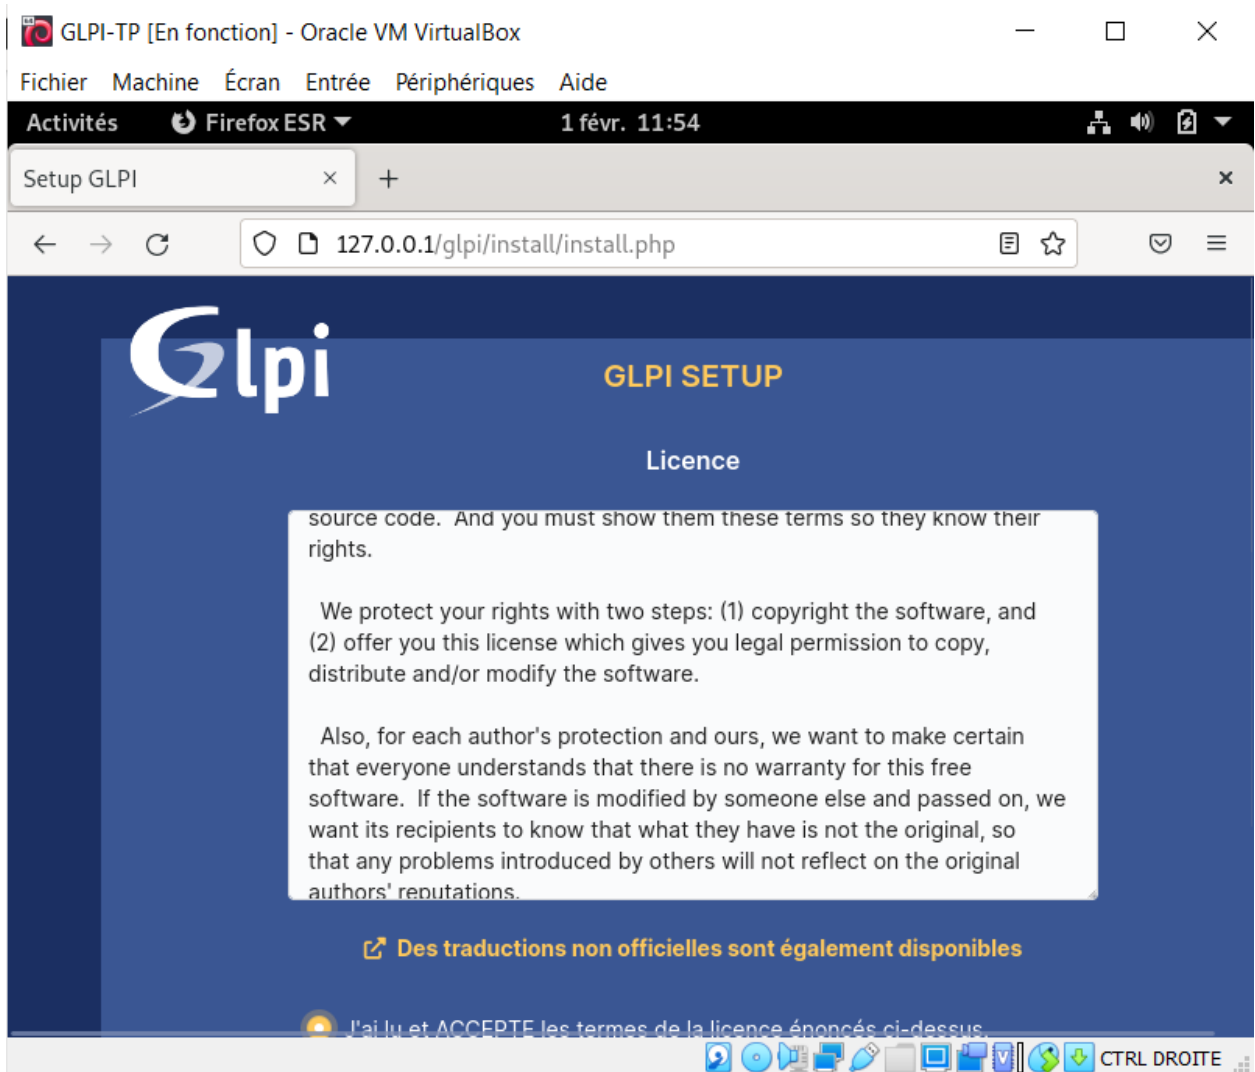 GLPI-TP [En fonction] - Oracle VM VirtualBox
Fichier Machine Écran Entrée Périphériques Aide
Activités Firefox ESR 1 févr. 11:54
Setup GLPI
127.0.0.1/glpi/install/install.php
Glpi
GLPI SETUP
Licence
source code. And you must show them these terms so they know their
rights.
We protect your rights with two steps: (1) copyright the software, and
(2) offer you this license which gives you legal permission to copy,
distribute and/or modify the software.
Also, for each author's protection and ours, we want to make certain
that everyone understands that there is no warranty for this free
software. If the software is modified by someone else and passed on, we
want its recipients to know that what they have is not the original, so
that any problems introduced by others will not reflect on the original
authors' reputations.
Des traductions non officielles sont également disponibles
J'ai lu et ACCEPTE les termes de la licence énoncés ci-dessus.
CTRL DROITE